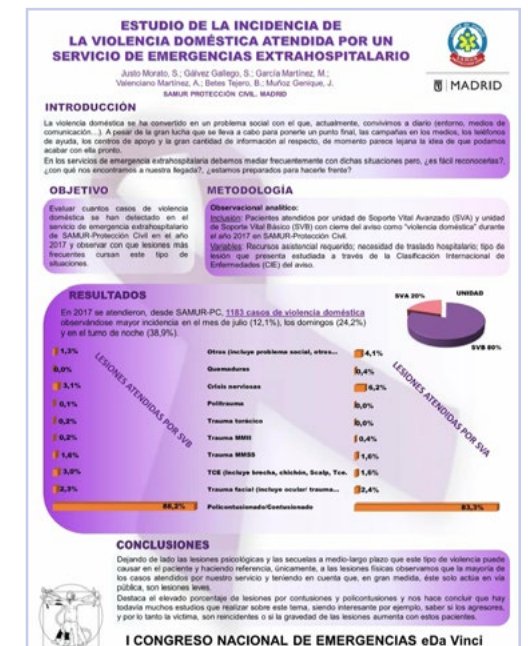 ESTUDIO DE LA INCIDENCIA DE
LA VIOLENCIA DOMÉSTICA ATENDIDA POR UN
SERVICIO DE EMERGENCIAS EXTRAHOSPITALARIO
Justo Morato, S.; Gálvez Gallego, S.; García Martínez, M.;
Valenciano Martínez, A.; Betes Tejero, B.; Muñoz Genique, J.
SAMUR PROTECCIÓN CIVIL. MADRID
MADRID
INTRODUCCIÓN
La violencia doméstica se ha convertido en un problema social con el que, actualmente, convivimos a diario (entorno, medios de
comunicación...). A pesar de la gran lucha que se lleva a cabo para ponerle un punto final, las campañas en los medios, los teléfonos
de ayuda, los centros de apoyo y la gran cantidad de información al respecto, de momento parece lejana la idea de que podamos
acabar con ella pronto.
En los servicios de emergencia extrahospitalaria debemos mediar frecuentemente con dichas situaciones pero, ¿es fácil reconocerlas?,
¿con qué nos encontramos a nuestra llegada?, ¿estamos preparados para hacerle frente?
OBJETIVO
Evaluar cuantos casos de violencia
doméstica se han detectado en el
servicio de emergencia extrahospitalario
de SAMUR-Protección Civil en el año
2017 y observar con que lesiones más
frecuentes cursan este tipo de
situaciones.
METODOLOGÍA
Observacional analítico:
Inclusión: Pacientes atendidos por unidad de Soporte Vital Avanzado (SVA) y unidad
de Soporte Vital Básico (SVB) con cierre del aviso como "violencia doméstica" durante
el año 2017 en SAMUR-Protección Civil.
Variables: Recursos asistencial requerido; necesidad de traslado hospitalario; tipo de
lesión que presenta estudiada a través de la Clasificación Internacional de
Enfermedades (CIE) del aviso.
RESULTADOS
En 2017 se atendieron, desde SAMUR-PC, 1183 casos de violencia doméstica
observándose mayor incidencia en el mes de julio (12,1%), los domingos (24,2%)
y en el turno de noche (38,9%).
SVA 20%
UNIDAD
SVB 80%
LESIONES ATENDIDAS POR SVB
LESIONES ATENDIDAS POR SVA
1,3% Otros (incluye problema social, otros... 4,1%
0,0% Quemaduras 0,4%
3,1% Crisis nerviosas 6,2%
0,1% Politrauma 0,0%
0,2% Trauma torácico 0,0%
0,2% Trauma MMII 0,4%
1,6% Trauma MMSS 1,6%
3,0% TCE (Incluye brecha, chichón, Scalp, Tce. 1,6%
2,3% Trauma facial (incluye ocular/ trauma... 2,4%
88,2% Policontusionado/Contusionado 83,3%
CONCLUSIONES
Dejando de lado las lesiones psicológicas y las secuelas a medio-largo plazo que este tipo de violencia puede
causar en el paciente y haciendo referencia, únicamente, a las lesiones físicas observamos que la mayoría de
los casos atendidos por nuestro servicio y teniendo en cuenta que, en gran medida, éste solo actúa en vía
pública, son lesiones leves.
Destaca el elevado porcentaje de lesiones por contusiones y policontusiones y nos hace concluir que hay
todavía muchos estudios que realizar sobre este tema, siendo interesante por ejemplo, saber si los agresores,
y por lo tanto la víctima, son reincidentes o si la gravedad de las lesiones aumenta con estos pacientes.
I CONGRESO NACIONAL DE EMERGENCIAS eDa Vinci